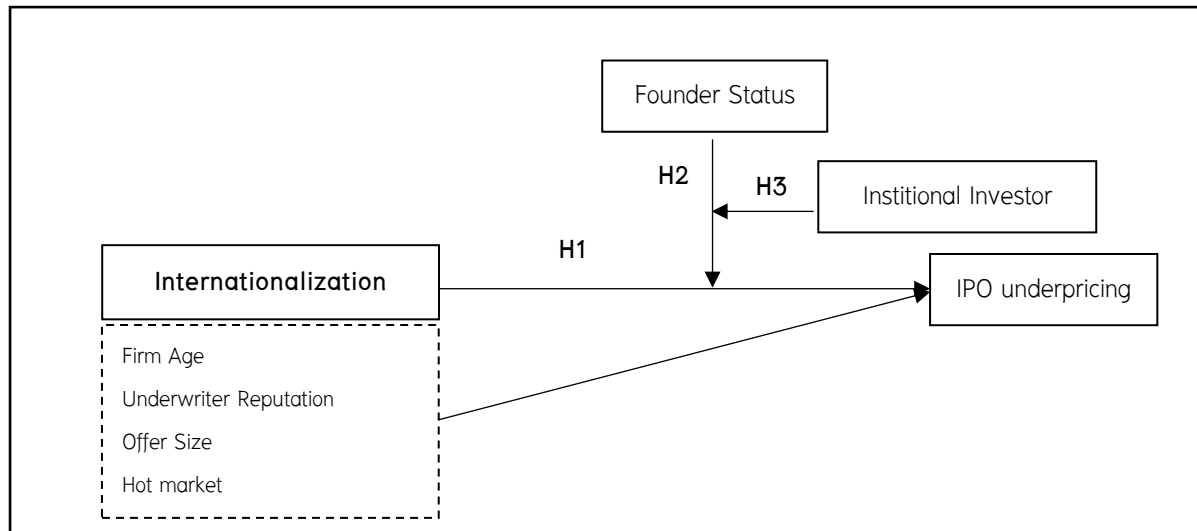 Founder Status
H2
H3
Institional Investor
H1
Internationalization
IPO underpricing
Firm Age
Underwriter Reputation
Offer Size
Hot market